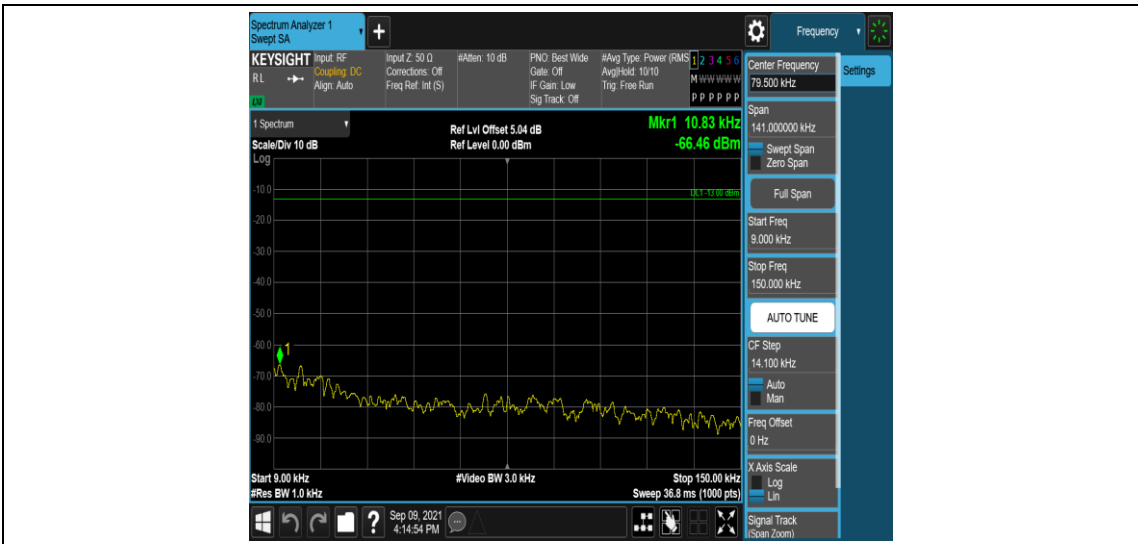 Spectrum Analyzer 1
Swept SA
+
Frequency
KEYSIGHT
RL
LXI
Input: RF
Coupling: DC
Align: Auto
Input Z: 50 Ω
Corrections: Off
Freq Ref: Int (S)
#Atten: 10 dB
PNO: Best Wide
Gate: Off
IF Gain: Low
Sig Track: Off
#Avg Type: Power (RMS
Avg|Hold: 10/10
Trig: Free Run
1 2 3 4 5 6
M W W W W W
P P P P P P
Center Frequency
79.500 kHz
Settings
1 Spectrum
Scale/Div 10 dB
Log
Ref Lvl Offset 5.04 dB
Ref Level 0.00 dBm
Mkr1 10.83 kHz
-66.46 dBm
DL1 -13.00 dBm
-10.0
-20.0
-30.0
-40.0
-50.0
-60.0
-70.0
-80.0
-90.0
1
Start 9.00 kHz
#Res BW 1.0 kHz
#Video BW 3.0 kHz
Stop 150.00 kHz
Sweep 36.8 ms (1000 pts)
Span
141.000000 kHz
Swept Span
Zero Span
Full Span
Start Freq
9.000 kHz
Stop Freq
150.000 kHz
AUTO TUNE
CF Step
14.100 kHz
Auto
Man
Freq Offset
0 Hz
X Axis Scale
Log
Lin
Signal Track
(Span Zoom)
?
Sep 09, 2021
4:14:54 PM